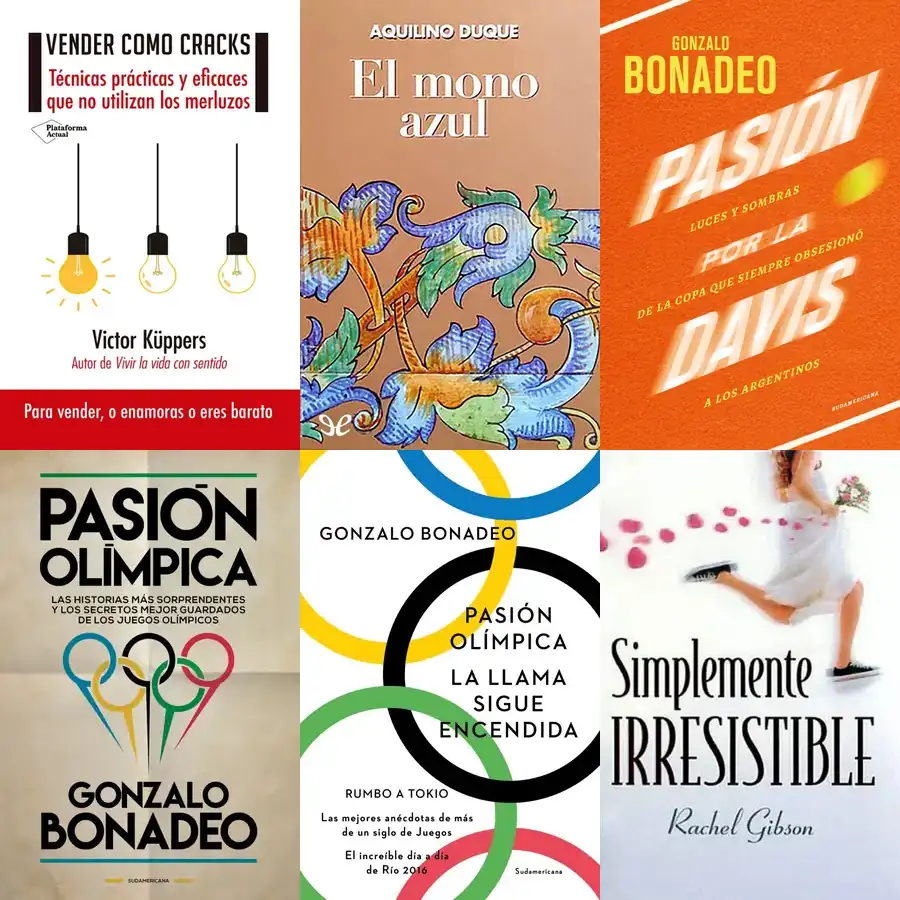 VENDER COMO CRACKS
Técnicas prácticas y eficaces
que no utilizan los merluzos
Plataforma
Actual
Victor Küppers
Autor de Vivir la vida con sentido
Para vender, o enamoras o eres barato
AQUILINO DUQUE
El mono
azul
GONZALO
BONADEO
PASIÓN
LUCES Y SOMBRAS
POR LA
DE LA COPA QUE SIEMPRE OBSESIONÓ
DAVIS
A LOS ARGENTINOS
SUDAMERICANA
PASIÓN
OLÍMPICA
LAS HISTORIAS MÁS SORPRENDENTES
Y LOS SECRETOS MEJOR GUARDADOS
DE LOS JUEGOS OLÍMPICOS
GONZALO
BONADEO
SUDAMERICANA
GONZALO BONADEO
PASIÓN
OLÍMPICA
LA LLAMA
SIGUE
ENCENDIDA
RUMBO A TOKIO
Las mejores anécdotas de más
de un siglo de Juegos
El increíble día a día
de Río 2016
Sudamericana
Simplemente
IRRESISTIBLE
Rachel Gibson